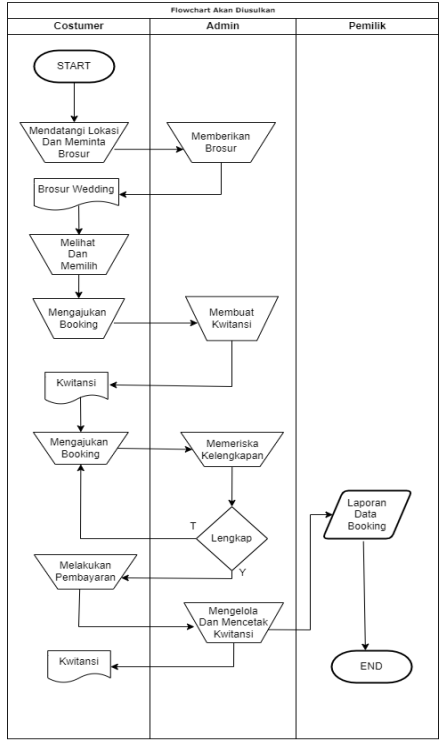 Flowchart Akan Diusulkan
Costumer
Admin
Pemilik
START
Mendatangi Lokasi
Dan Meminta
Brosur
Memberikan
Brosur
Brosur Wedding
Melihat
Dan
Memilih
Mengajukan
Booking
Membuat
Kwitansi
Kwitansi
Mengajukan
Booking
Memeriska
Kelengkapan
T
Lengkap
Y
Laporan
Data
Booking
Melakukan
Pembayaran
Mengelola
Dan Mencetak
Kwitansi
Kwitansi
END